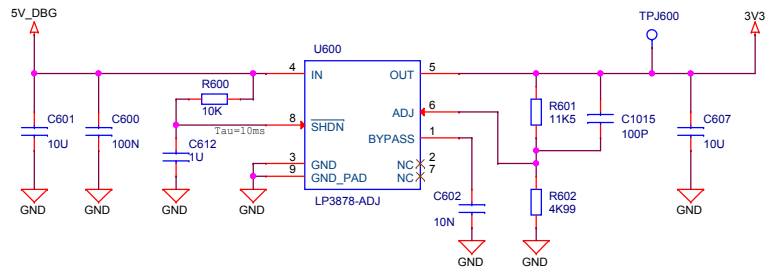 5V_DBG
TPJ600
3V3
U600
4
IN
OUT
5
R600
10K
8
SHDN
Tau=10ms
ADJ
6
R601
11K5
C1015
100P
C601
10U
C600
100N
C612
1U
BYPASS
1
C607
10U
3
GND
NC
2
9
GND_PAD
NC
7
LP3878-ADJ
C602
10N
R602
4K99
GND
GND
GND
GND
GND
GND
GND